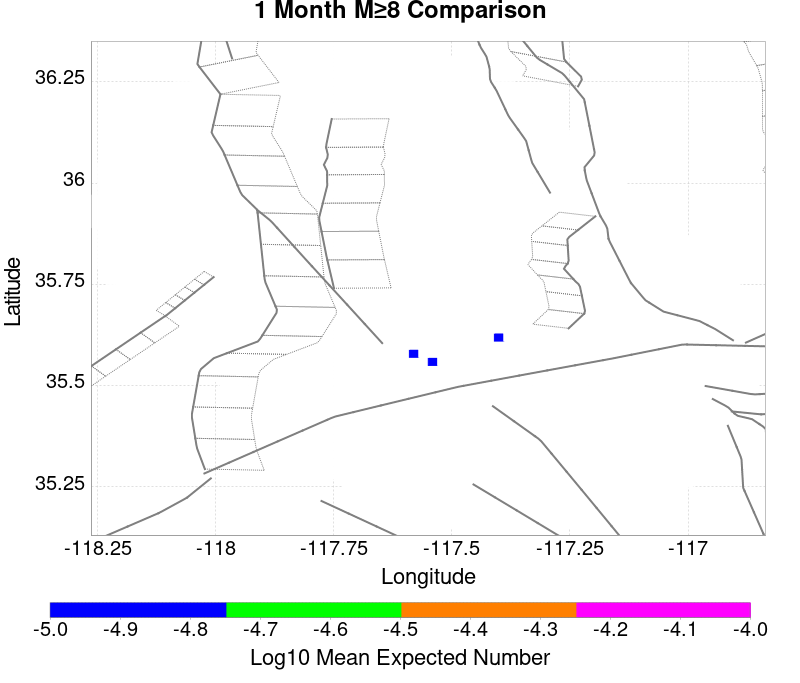 1 Month M≥8 Comparison
36.25
36
35.75
35.5
35.25
Latitude
-118.25 -118 -117.75 -117.5 -117.25 -117
Longitude
-5.0 -4.9 -4.8 -4.7 -4.6 -4.5 -4.4 -4.3 -4.2 -4.1 -4.0
Log10 Mean Expected Number